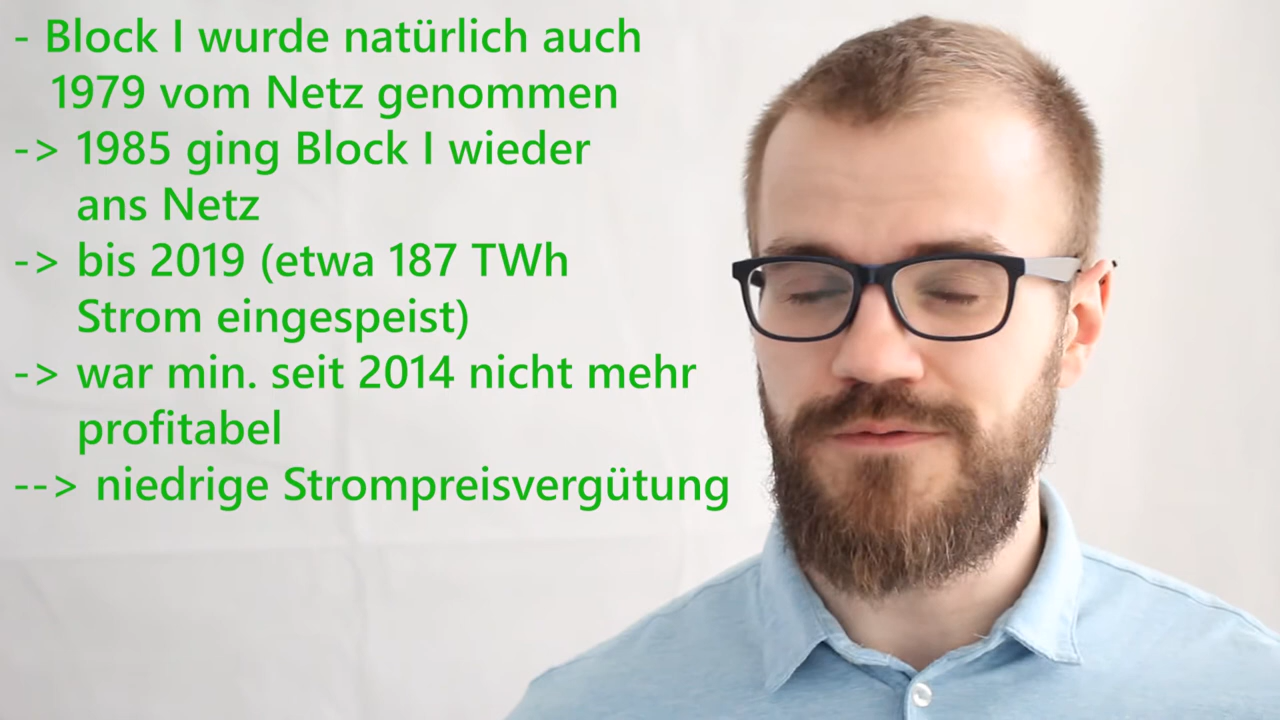 - Block I wurde natürlich auch
1979 vom Netz genommen
-> 1985 ging Block I wieder
ans Netz
-> bis 2019 (etwa 187 TWh
Strom eingespeist)
-> war min. seit 2014 nicht mehr
profitabel
--> niedrige Strompreisvergütung